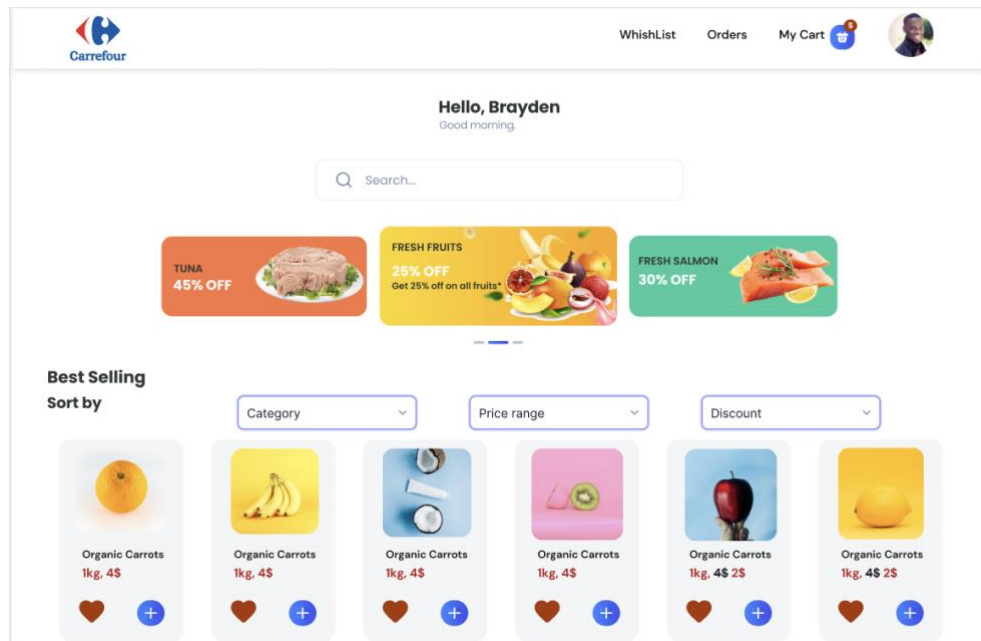 WhishList Orders My Cart 5
Carrefour
Hello, Brayden
Good morning.
Search...
TUNA
45% OFF
FRESH FRUITS
25% OFF
Get 25% off on all fruits*
FRESH SALMON
30% OFF
Best Selling
Sort by
Category Price range Discount
Organic Carrots Organic Carrots Organic Carrots Organic Carrots Organic Carrots Organic Carrots
1kg, 4$ 1kg, 4$ 1kg, 4$ 1kg, 4$ 1kg, 4$ 2$ 1kg, 4$ 2$